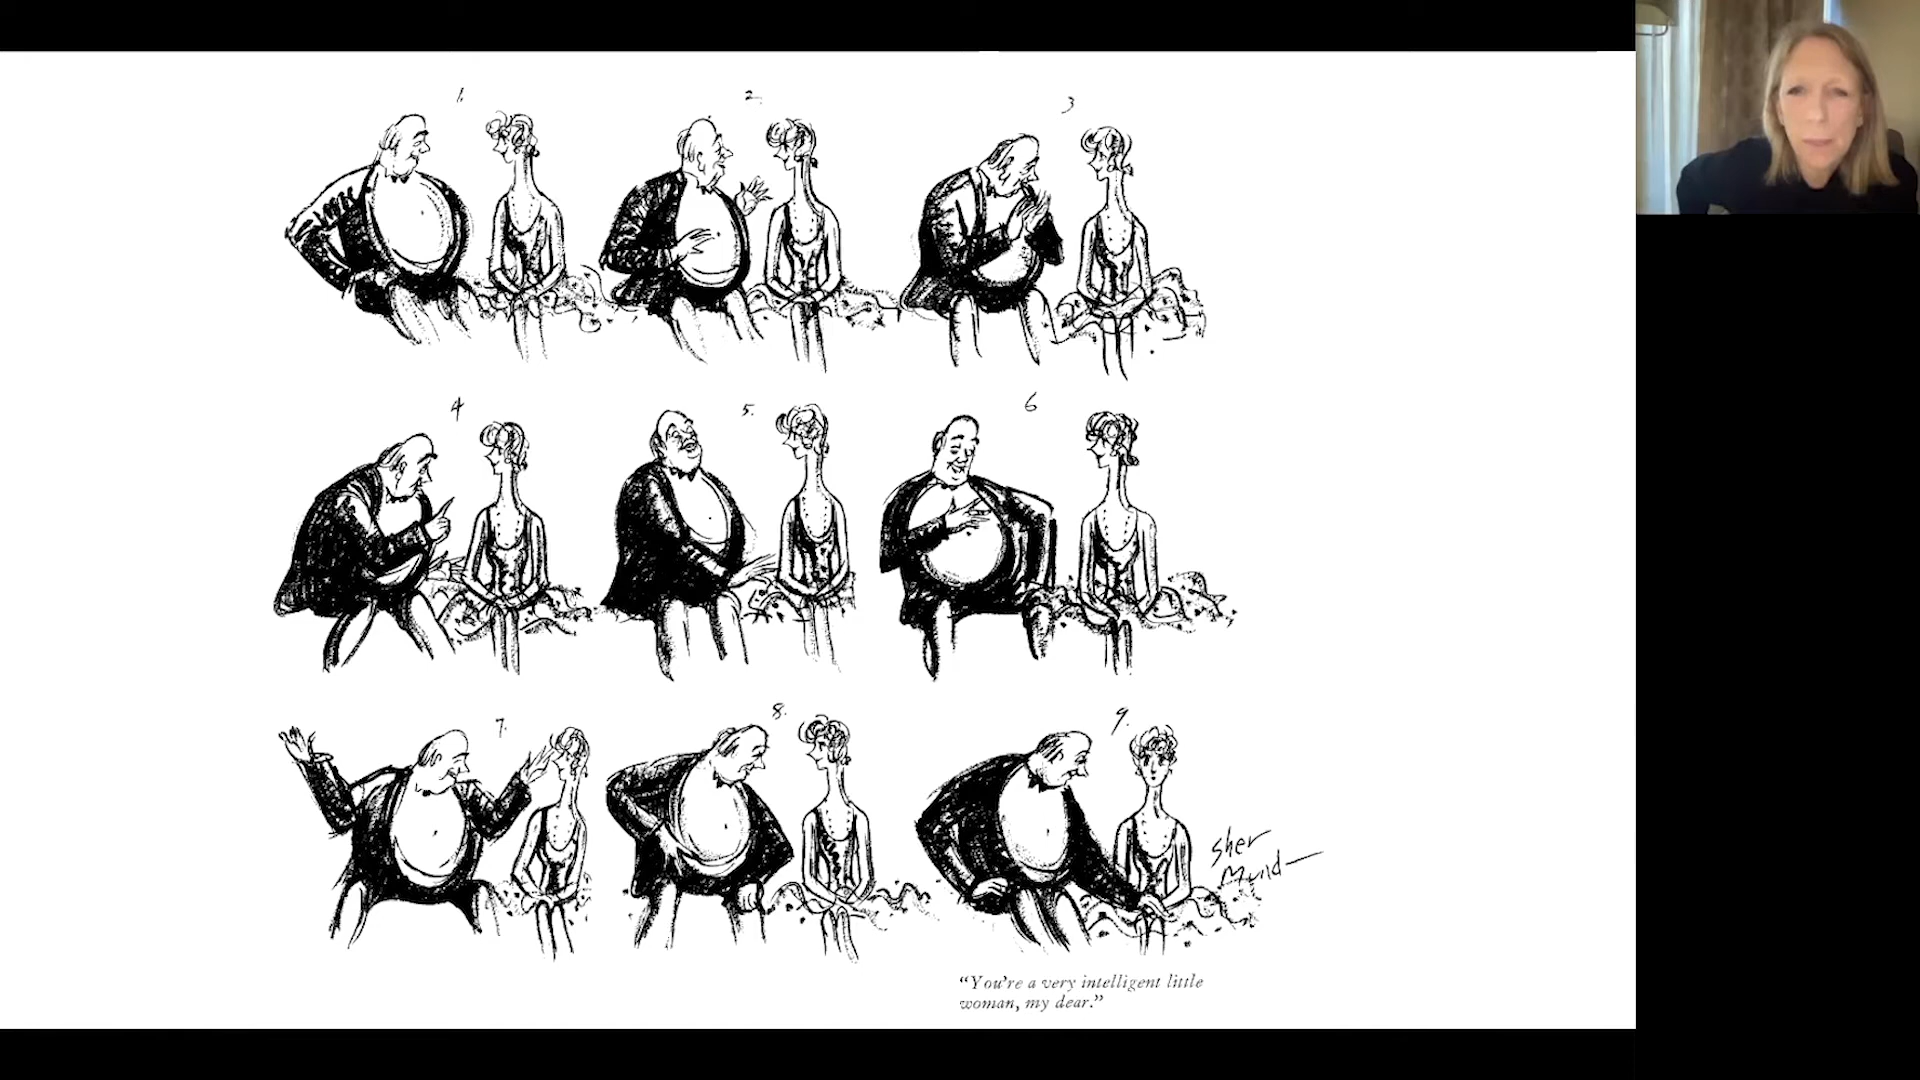 1.
2.
3
4
5.
6
7.
8.
9.
Sher
Mund
“You're a very intelligent little
woman, my dear.”